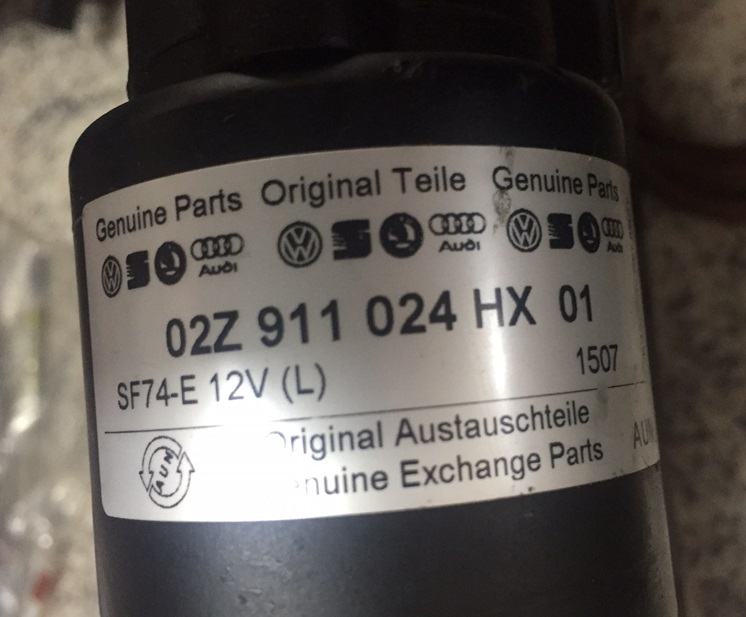 Genuine Parts Original Teile Genuine Parts
Audi Audi Audi
02Z 911 024 HX 01
SF74-E 12V (L) 1507
Original Austauschteile
Genuine Exchange Parts
AUM